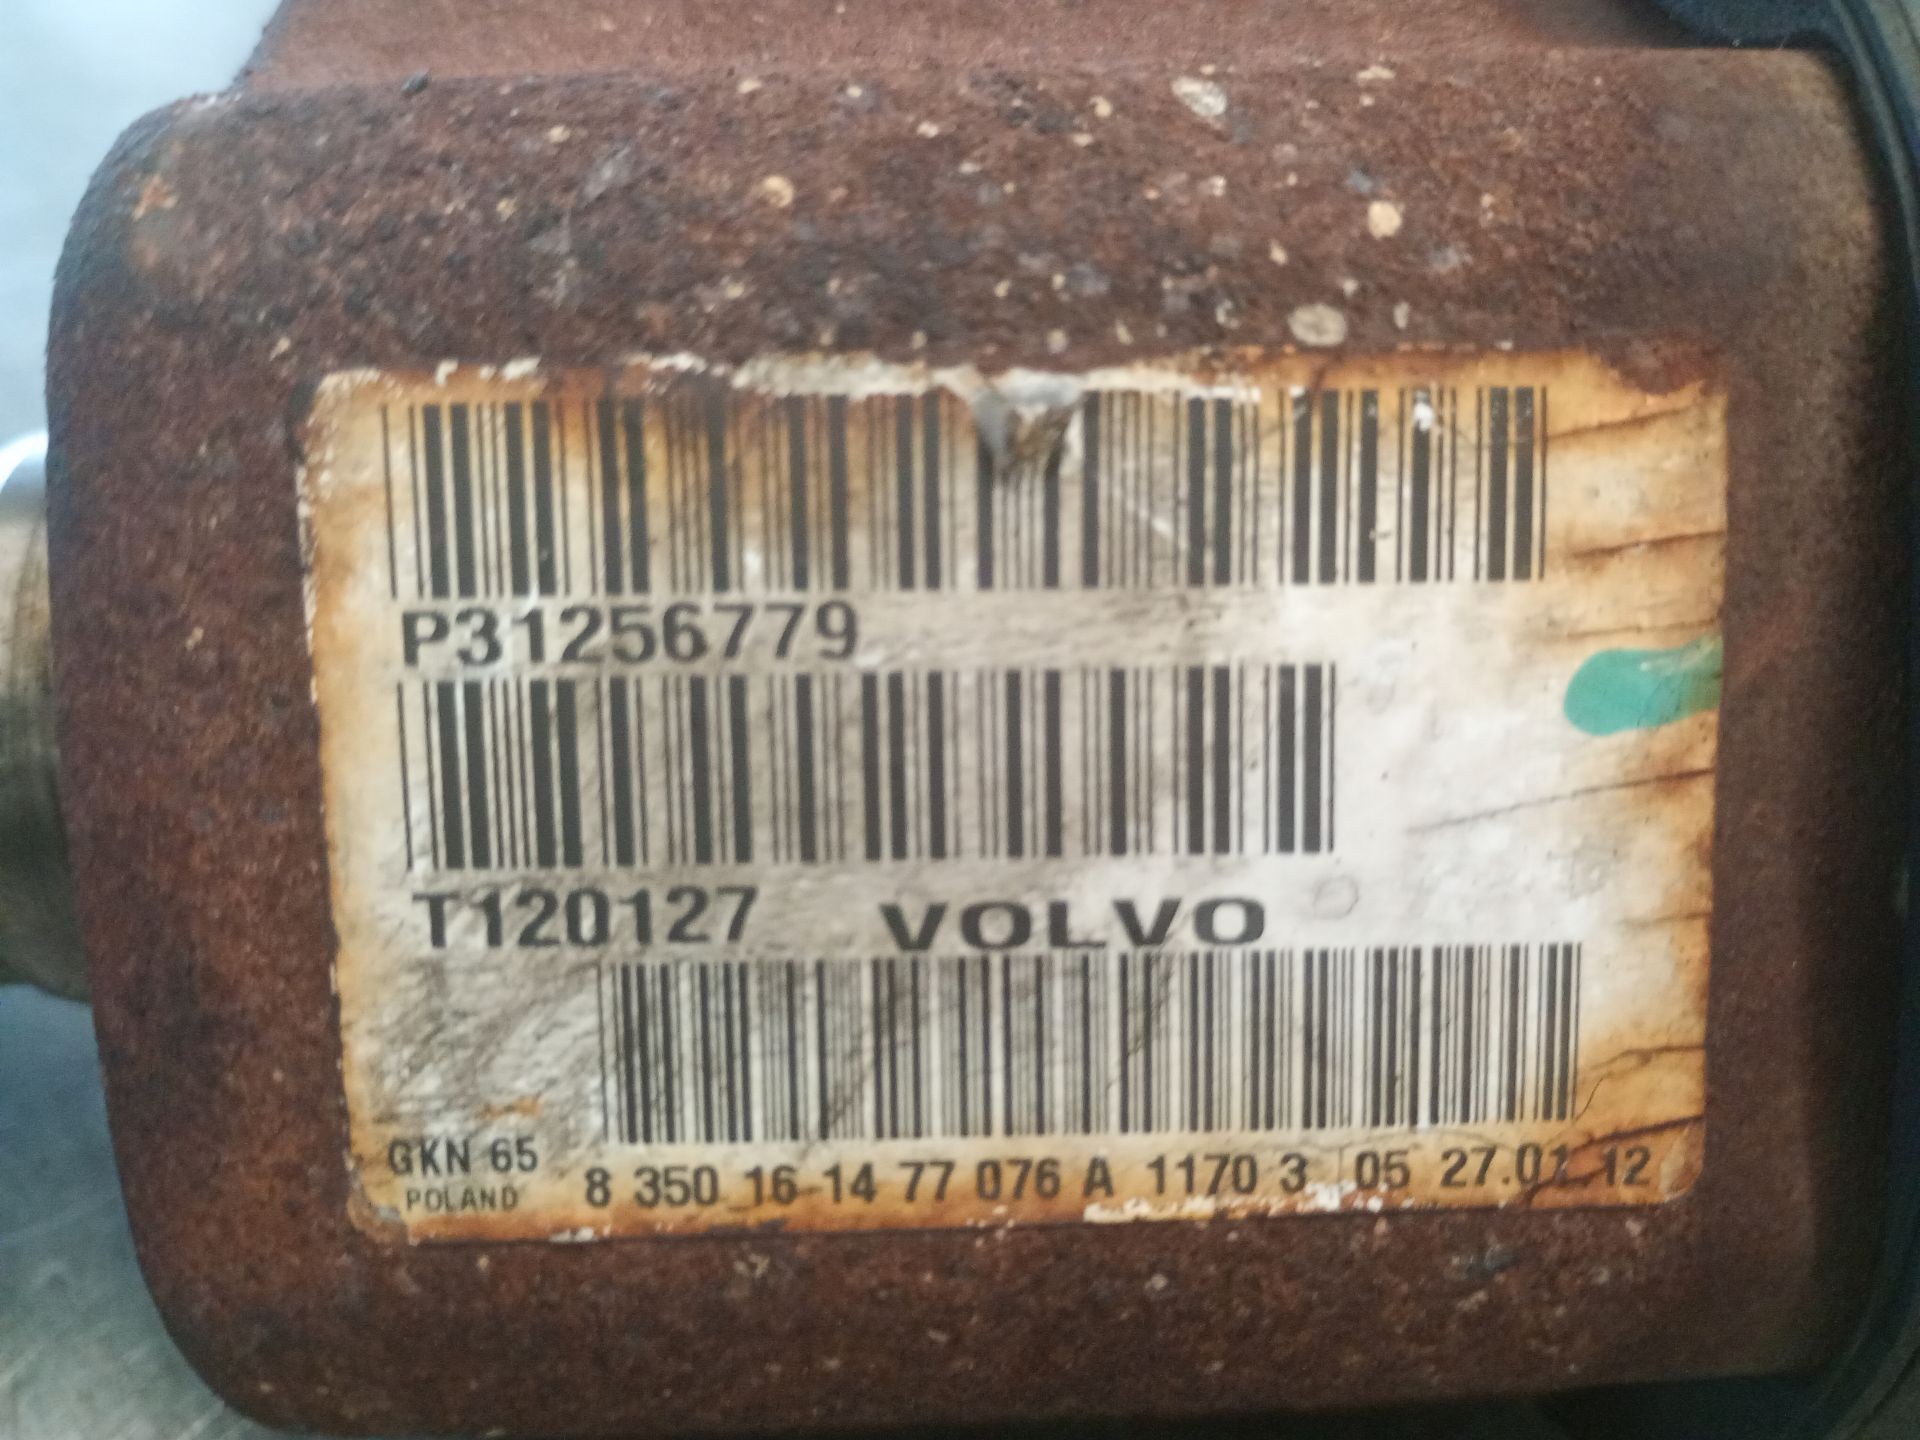 P31256779
T120127 VOLVO
GKN 65
POLAND
8 350 16-14 77 076 A 1170 3 05 27.01.12